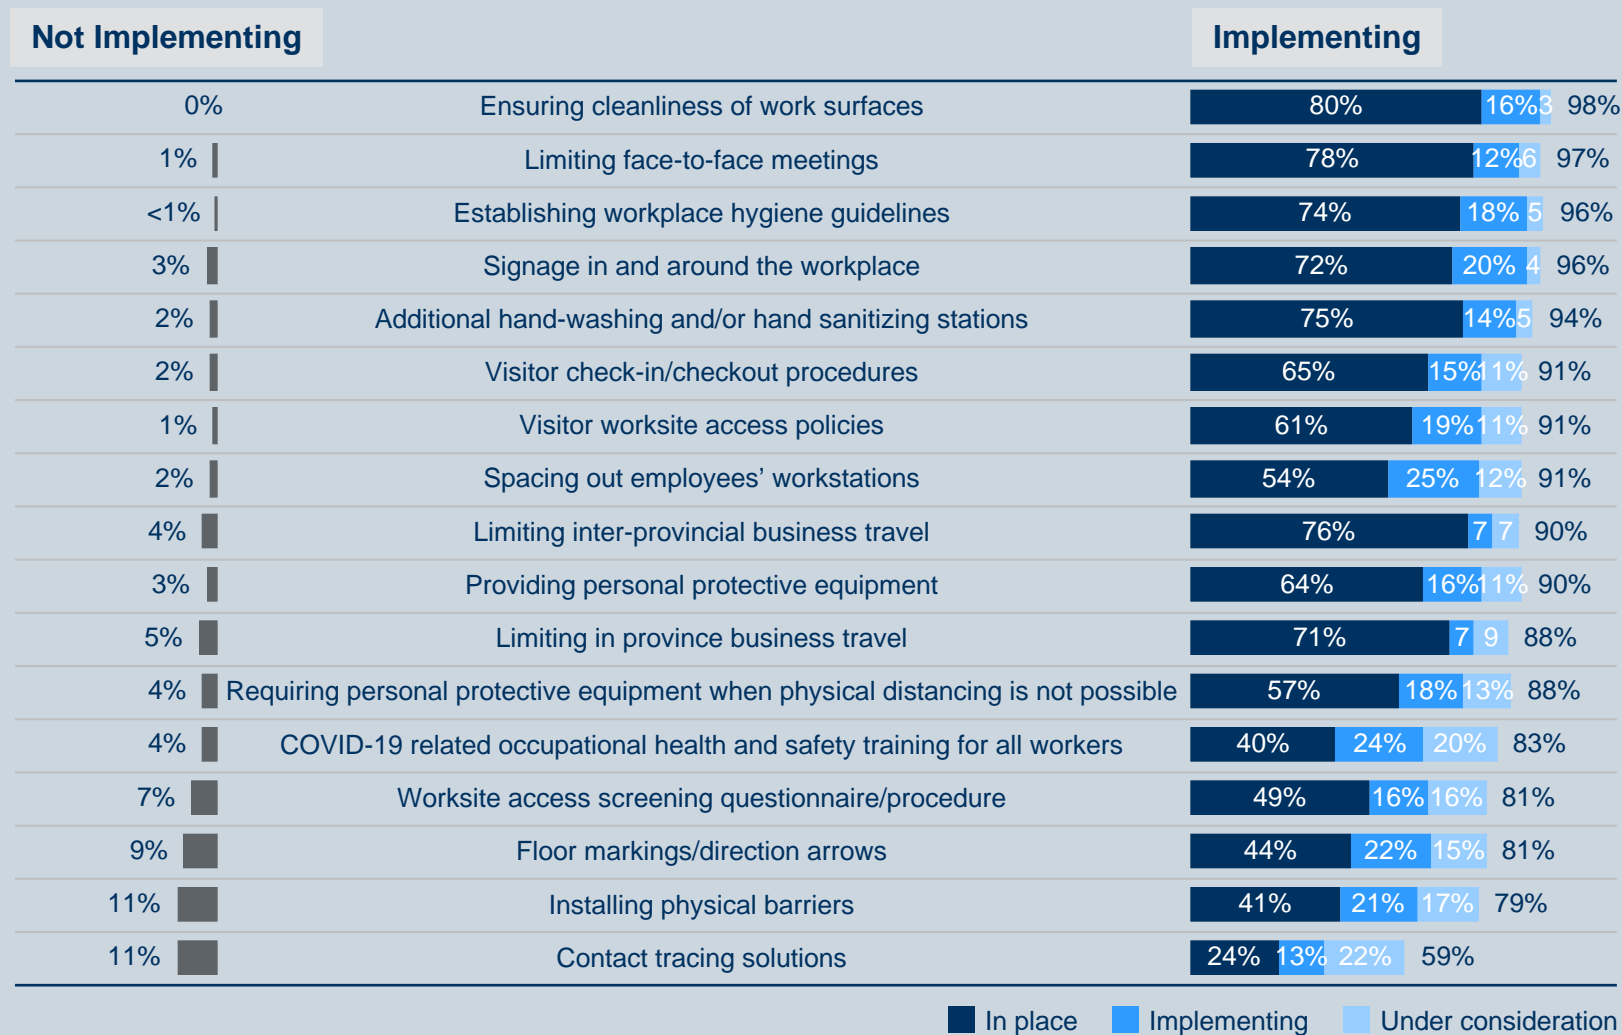 Not Implementing Implementing
0% Ensuring cleanliness of work surfaces 80% 16% 3 98%
1% Limiting face-to-face meetings 78% 12% 6 97%
<1% Establishing workplace hygiene guidelines 74% 18% 5 96%
3% Signage in and around the workplace 72% 20% 4 96%
2% Additional hand-washing and/or hand sanitizing stations 75% 14% 5 94%
2% Visitor check-in/checkout procedures 65% 15% 11% 91%
1% Visitor worksite access policies 61% 19% 11% 91%
2% Spacing out employees’ workstations 54% 25% 12% 91%
4% Limiting inter-provincial business travel 76% 7 7 90%
3% Providing personal protective equipment 64% 16% 11% 90%
5% Limiting in province business travel 71% 7 9 88%
4% Requiring personal protective equipment when physical distancing is not possible 57% 18% 13% 88%
4% COVID-19 related occupational health and safety training for all workers 40% 24% 20% 83%
7% Worksite access screening questionnaire/procedure 49% 16% 16% 81%
9% Floor markings/direction arrows 44% 22% 15% 81%
11% Installing physical barriers 41% 21% 17% 79%
11% Contact tracing solutions 24% 13% 22% 59%
In place Implementing Under consideration